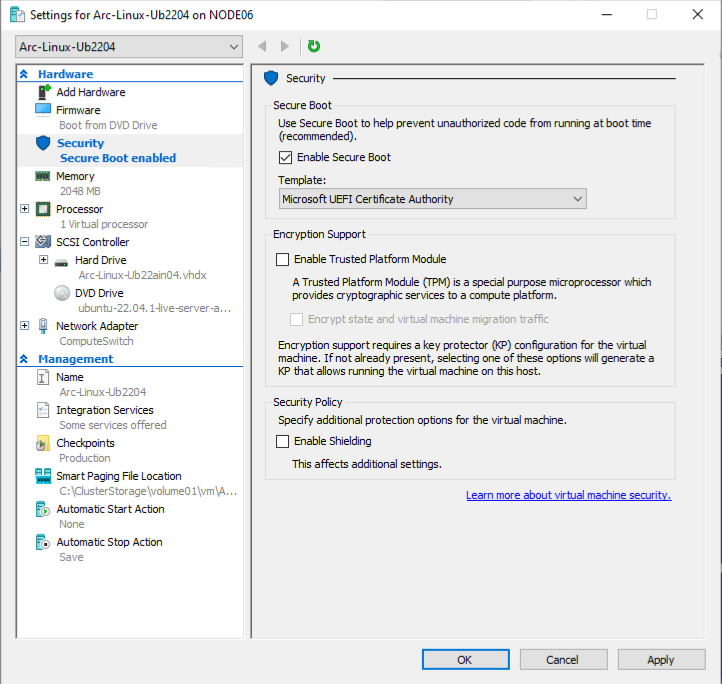 Settings for Arc-Linux-Ub2204 on NODE06
Arc-Linux-Ub2204
Hardware
Add Hardware
Firmware
Boot from DVD Drive
Security
Secure Boot enabled
Memory
2048 MB
Processor
1 Virtual processor
SCSI Controller
Hard Drive
Arc-Linux-Ub22ain04.vhdx
DVD Drive
ubuntu-22.04.1-live-server-a...
Network Adapter
ComputeSwitch
Management
Name
Arc-Linux-Ub2204
Integration Services
Some services offered
Checkpoints
Production
Smart Paging File Location
C:\ClusterStorage\volume01\vm\A...
Automatic Start Action
None
Automatic Stop Action
Save
Security
Secure Boot
Use Secure Boot to help prevent unauthorized code from running at boot time
(recommended).
Enable Secure Boot
Template:
Microsoft UEFI Certificate Authority
Encryption Support
Enable Trusted Platform Module
A Trusted Platform Module (TPM) is a special purpose microprocessor which
provides cryptographic services to a compute platform.
Encrypt state and virtual machine migration traffic
Encryption support requires a key protector (KP) configuration for the virtual
machine. If not already present, selecting one of these options will generate a
KP that allows running the virtual machine on this host.
Security Policy
Specify additional protection options for the virtual machine.
Enable Shielding
This affects additional settings.
Learn more about virtual machine security.
OK
Cancel
Apply